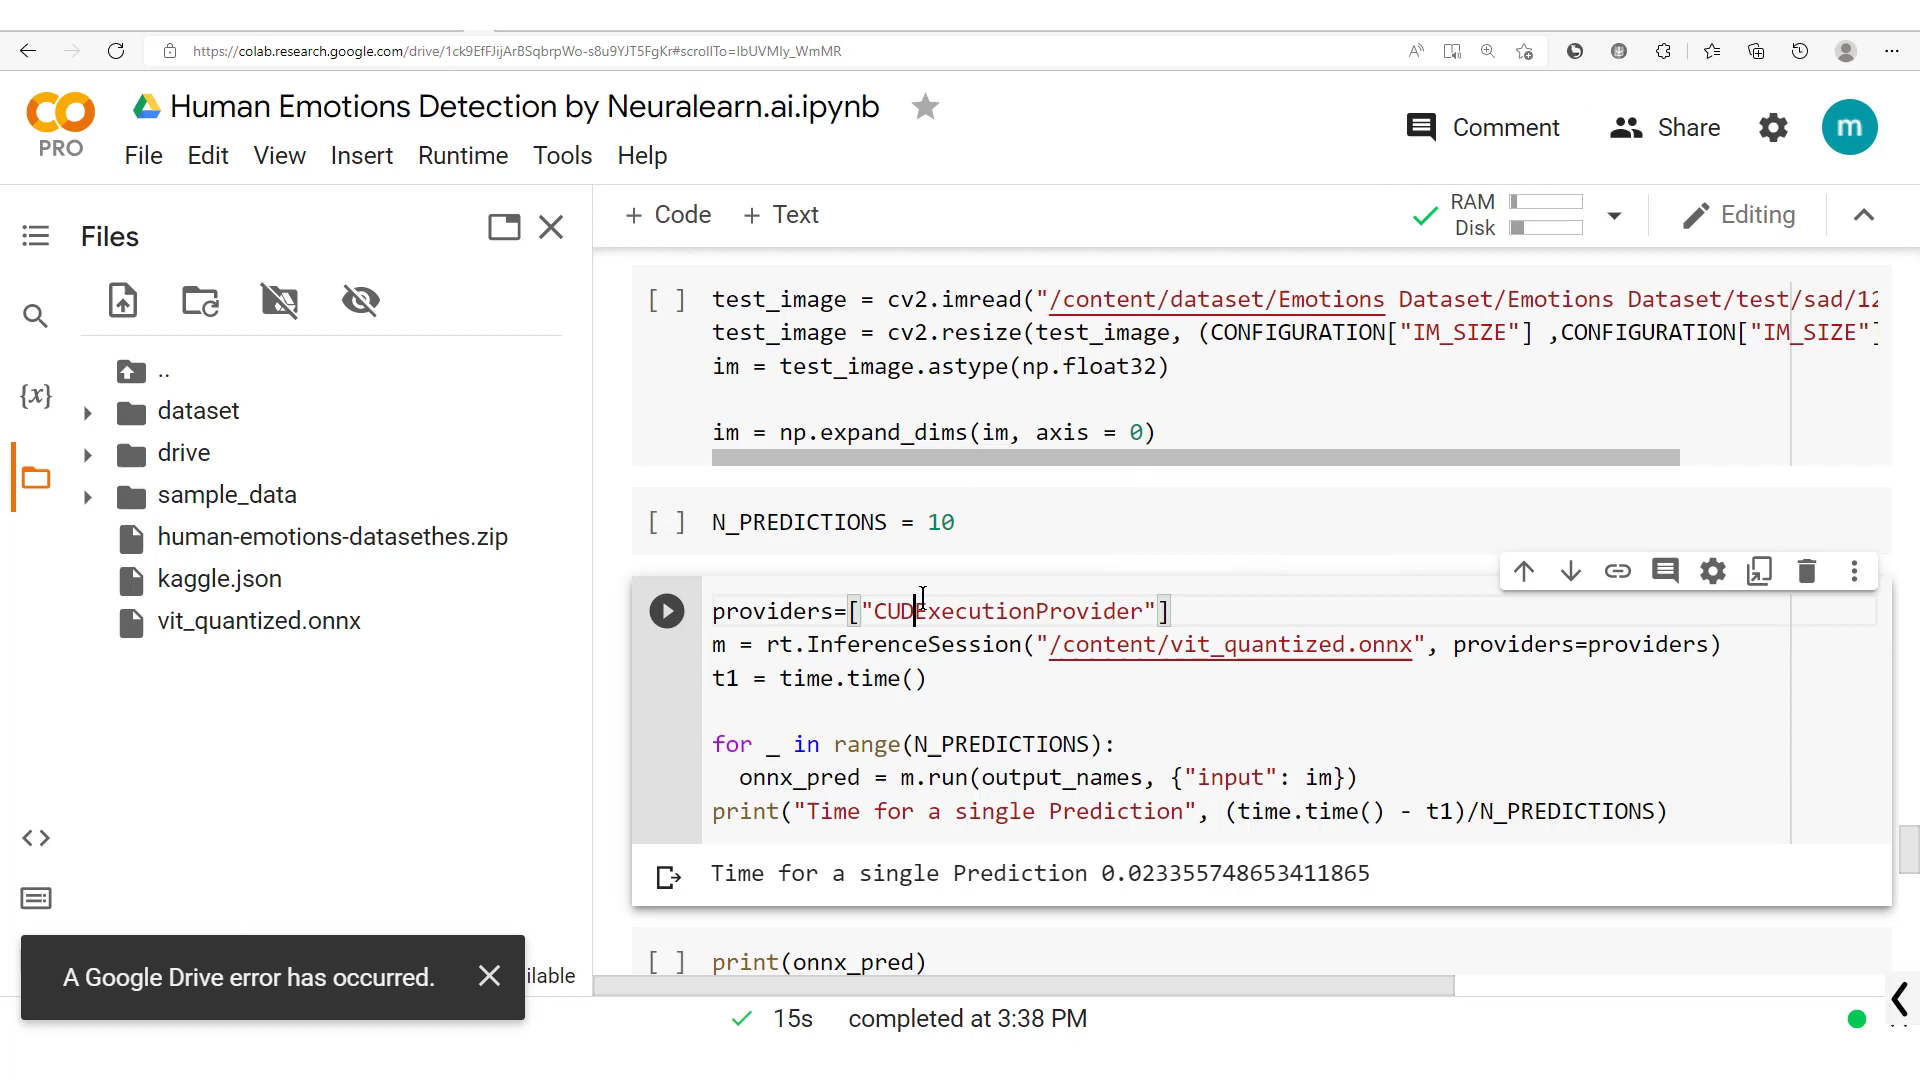 https://colab.research.google.com/drive/1ck9EfFJijArBSqbrpWo-s8u9YJT5FgKr#scrollTo=IbUVMIy_WmMR
Human Emotions Detection by Neuralearn.ai.ipynb
PRO
File Edit View Insert Runtime Tools Help
Comment
Share
m
Files
+ Code + Text
RAM
Disk
Editing
..
dataset
drive
sample_data
human-emotions-datasethes.zip
kaggle.json
vit_quantized.onnx
{x}
[ ] test_image = cv2.imread("/content/dataset/Emotions Dataset/Emotions Dataset/test/sad/12
test_image = cv2.resize(test_image, (CONFIGURATION["IM_SIZE"] ,CONFIGURATION["IM_SIZE"]
im = test_image.astype(np.float32)
im = np.expand_dims(im, axis = 0)
[ ] N_PREDICTIONS = 10
providers=["CUDExecutionProvider"]
m = rt.InferenceSession("/content/vit_quantized.onnx", providers=providers)
t1 = time.time()
for _ in range(N_PREDICTIONS):
onnx_pred = m.run(output_names, {"input": im})
print("Time for a single Prediction", (time.time() - t1)/N_PREDICTIONS)
Time for a single Prediction 0.023355748653411865
[ ] print(onnx_pred)
A Google Drive error has occurred.
ilable
15s completed at 3:38 PM